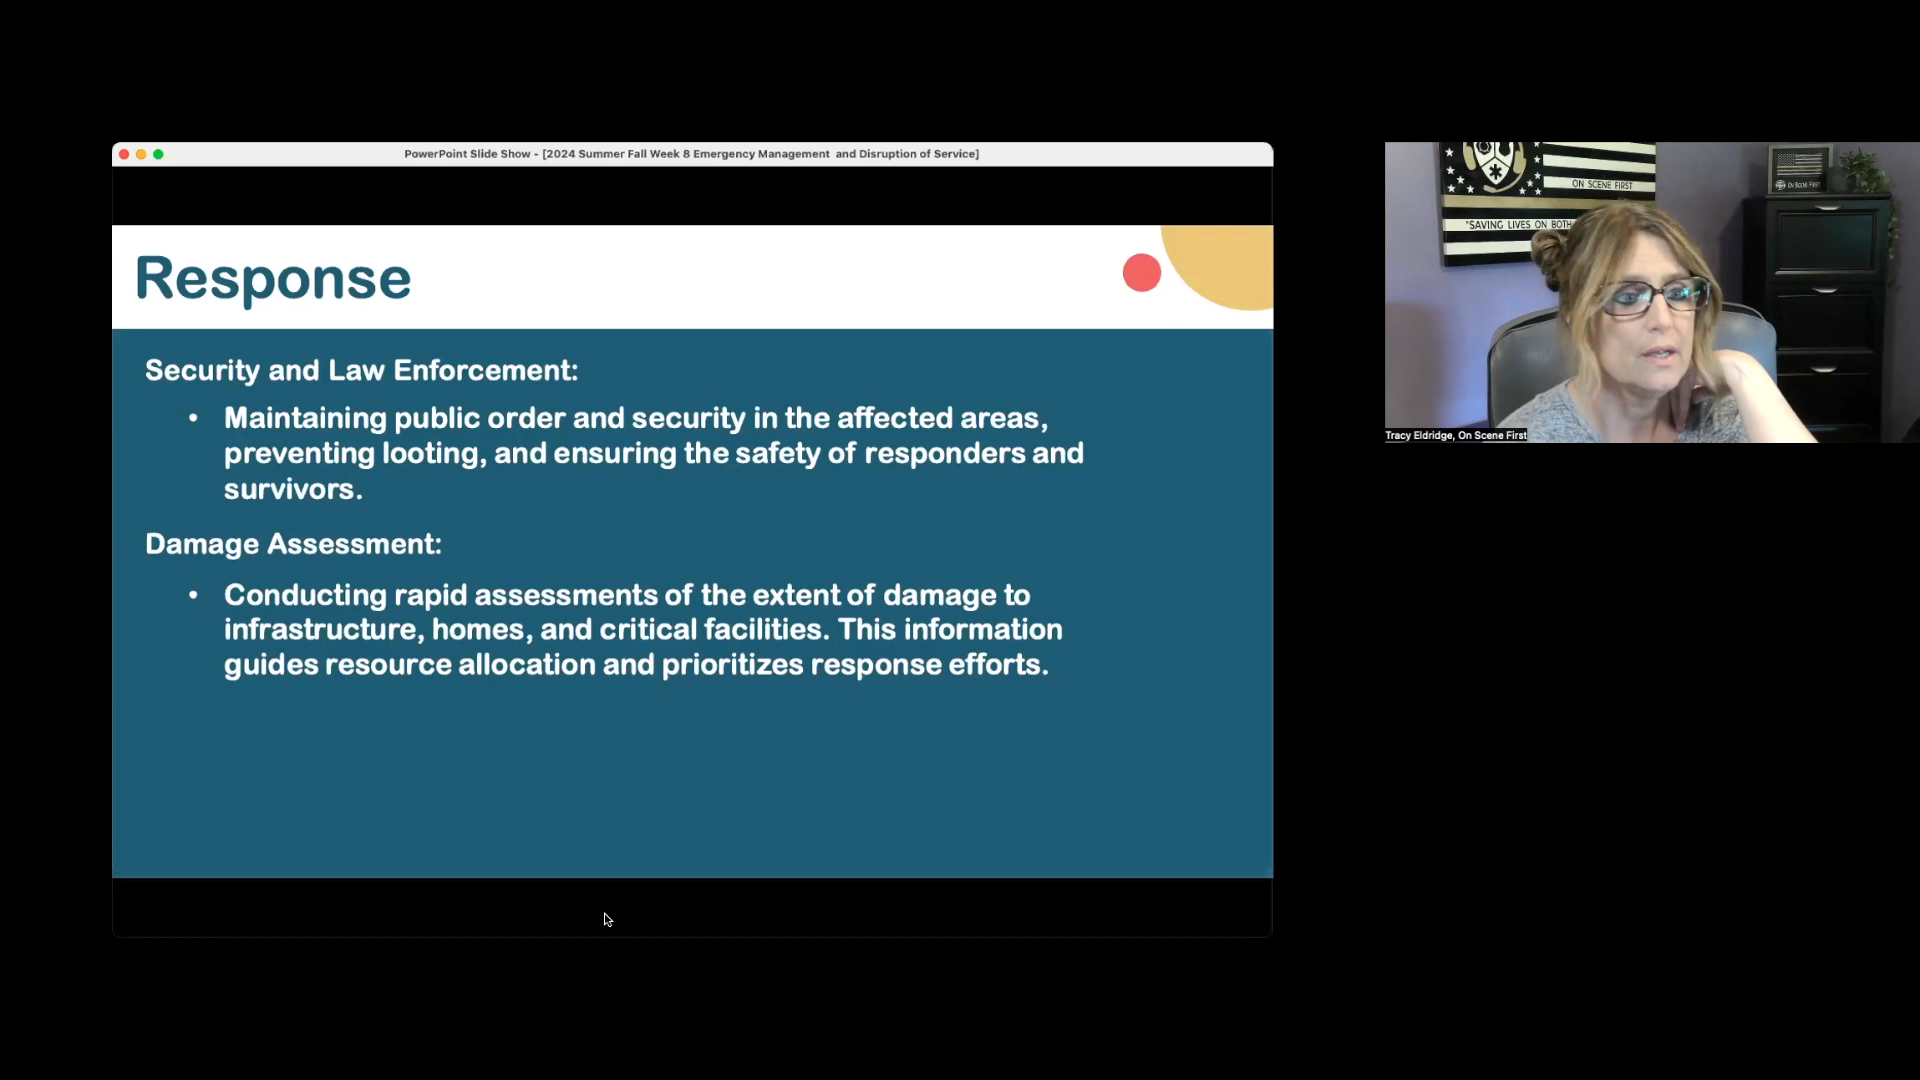 PowerPoint Slide Show - [2024 Summer Fall Week 8 Emergency Management  and Disruption of Service]
Response
Security and Law Enforcement:
• Maintaining public order and security in the affected areas,
preventing looting, and ensuring the safety of responders and
survivors.
Damage Assessment:
• Conducting rapid assessments of the extent of damage to
infrastructure, homes, and critical facilities. This information
guides resource allocation and prioritizes response efforts.
ON SCENE FIRST
"SAVING LIVES ON BOTH
ON SCENE FIRST
Tracy Eldridge, On Scene First